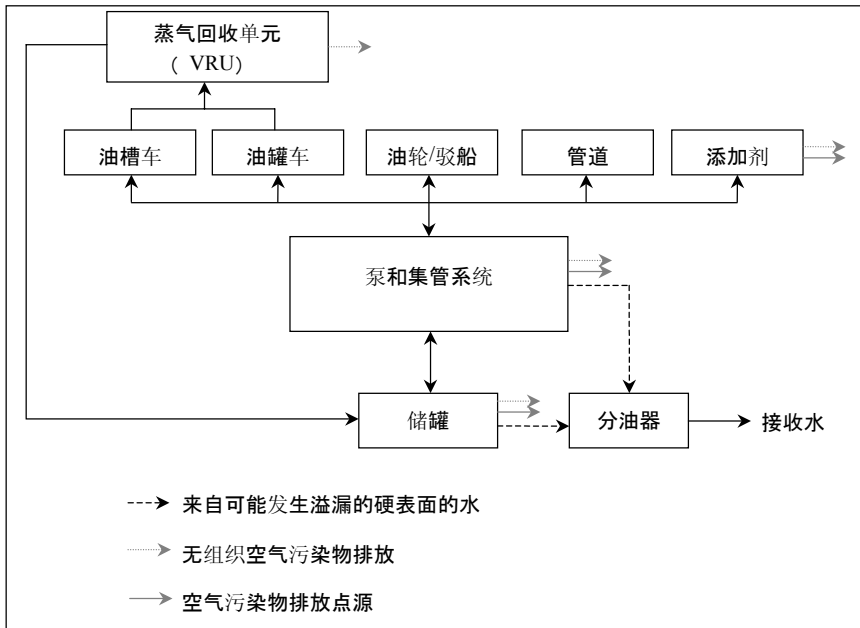 蒸气回收单元
( VRU)
油槽车
油罐车
油轮/驳船
管道
添加剂
泵和集管系统
储罐
分油器
接收水
来自可能发生溢漏的硬表面的水
无组织空气污染物排放
空气污染物排放点源